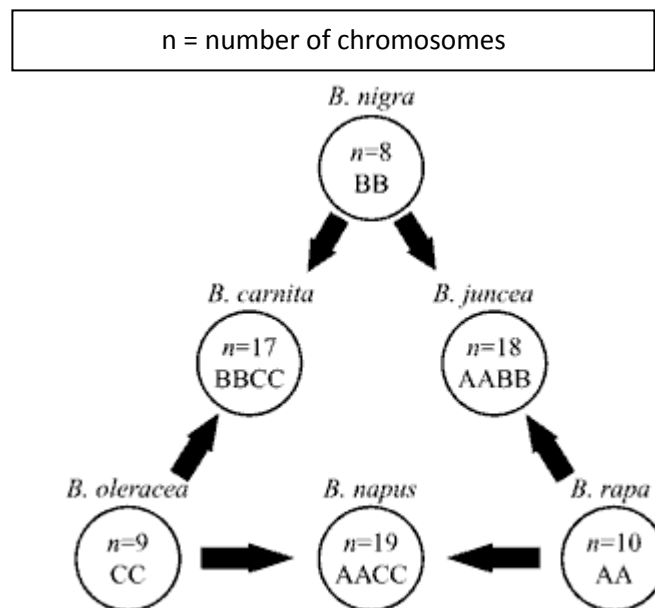 n = number of chromosomes
B. nigra
n=8
BB
B. carnita
n=17
BBCC
B. juncea
n=18
AABB
B. oleracea
n=9
CC
B. napus
n=19
AACC
B. rapa
n=10
AA